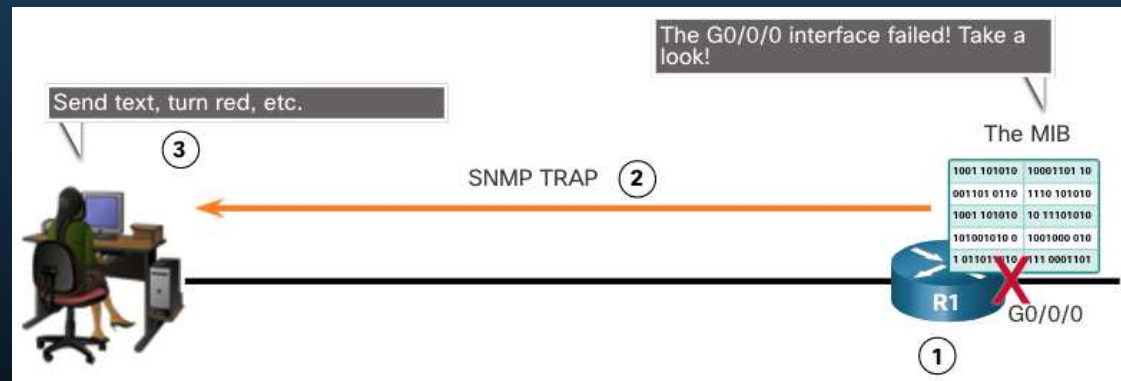 The G0/0/0 interface failed! Take a
look!
Send text, turn red, etc.
3
The MIB
SNMP TRAP 2
1001 101010 10001101 10
001101 0110 1110 101010
1001 101010 10 11101010
101001010 0 1001000 010
111 0001101
R1
G0/0/0
1